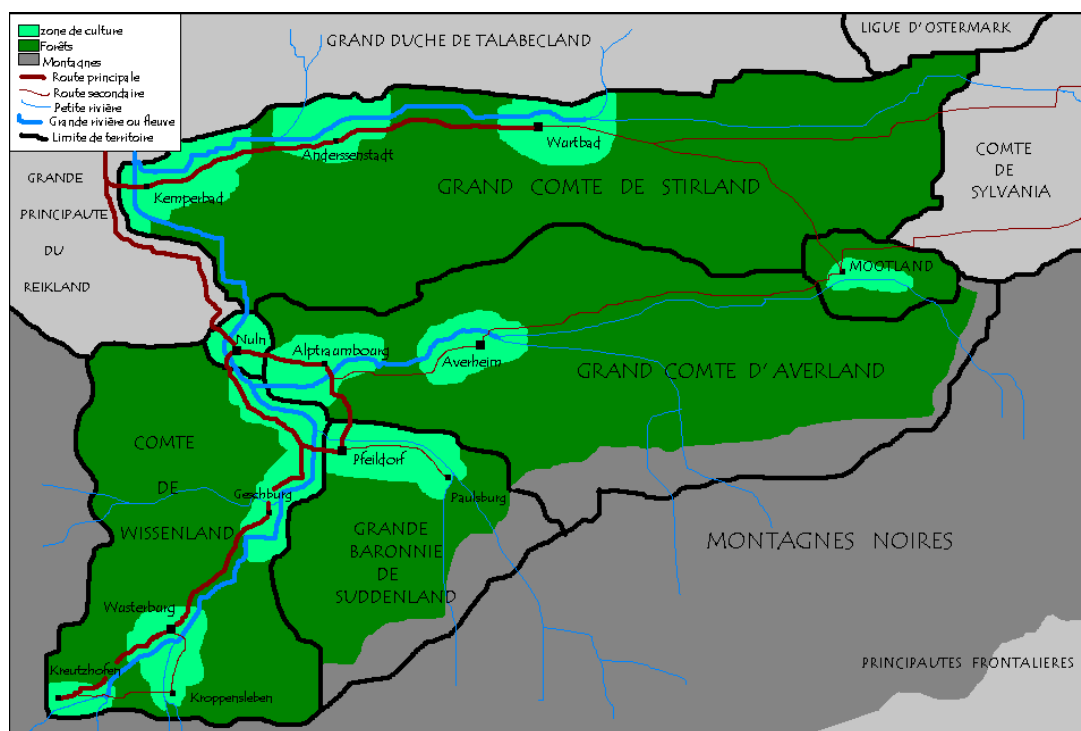 zone de culture
Forêts
Montagnes
Route principale
Route secondaire
Petite rivière
Grande rivière ou fleuve
Limite de territoire
GRAND DUCHE DE TALABECLAND
LIGUE D'OSTERMARK
Wurtbad
Anderssenstadt
COMTE
DE
SYLVANIA
GRANDE
PRINCIPAUTE
DU
REIKLAND
Kemperbad
GRAND COMTE DE STIRLAND
MOOTLAND
Nuln
Alptraumbourg
Averheim
GRAND COMTE D'AVERLAND
COMTE
DE
WISSENLAND
Pfeildorf
Geschburg
Paulsburg
GRANDE
BARONNIE
DE
SUDDENLAND
MONTAGNES NOIRES
Wusterburg
Kreutzhofen
Kroppensleben
PRINCIPAUTES FRONTALIERES